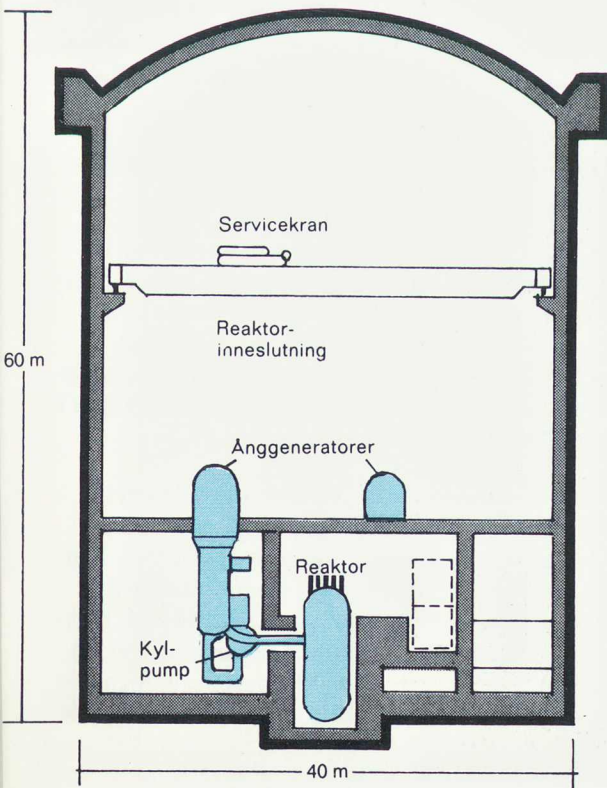 Servicekran
Reaktor-
inneslutning
60 m
Ånggeneratorer
Reaktor
Kyl-
pump
40 m